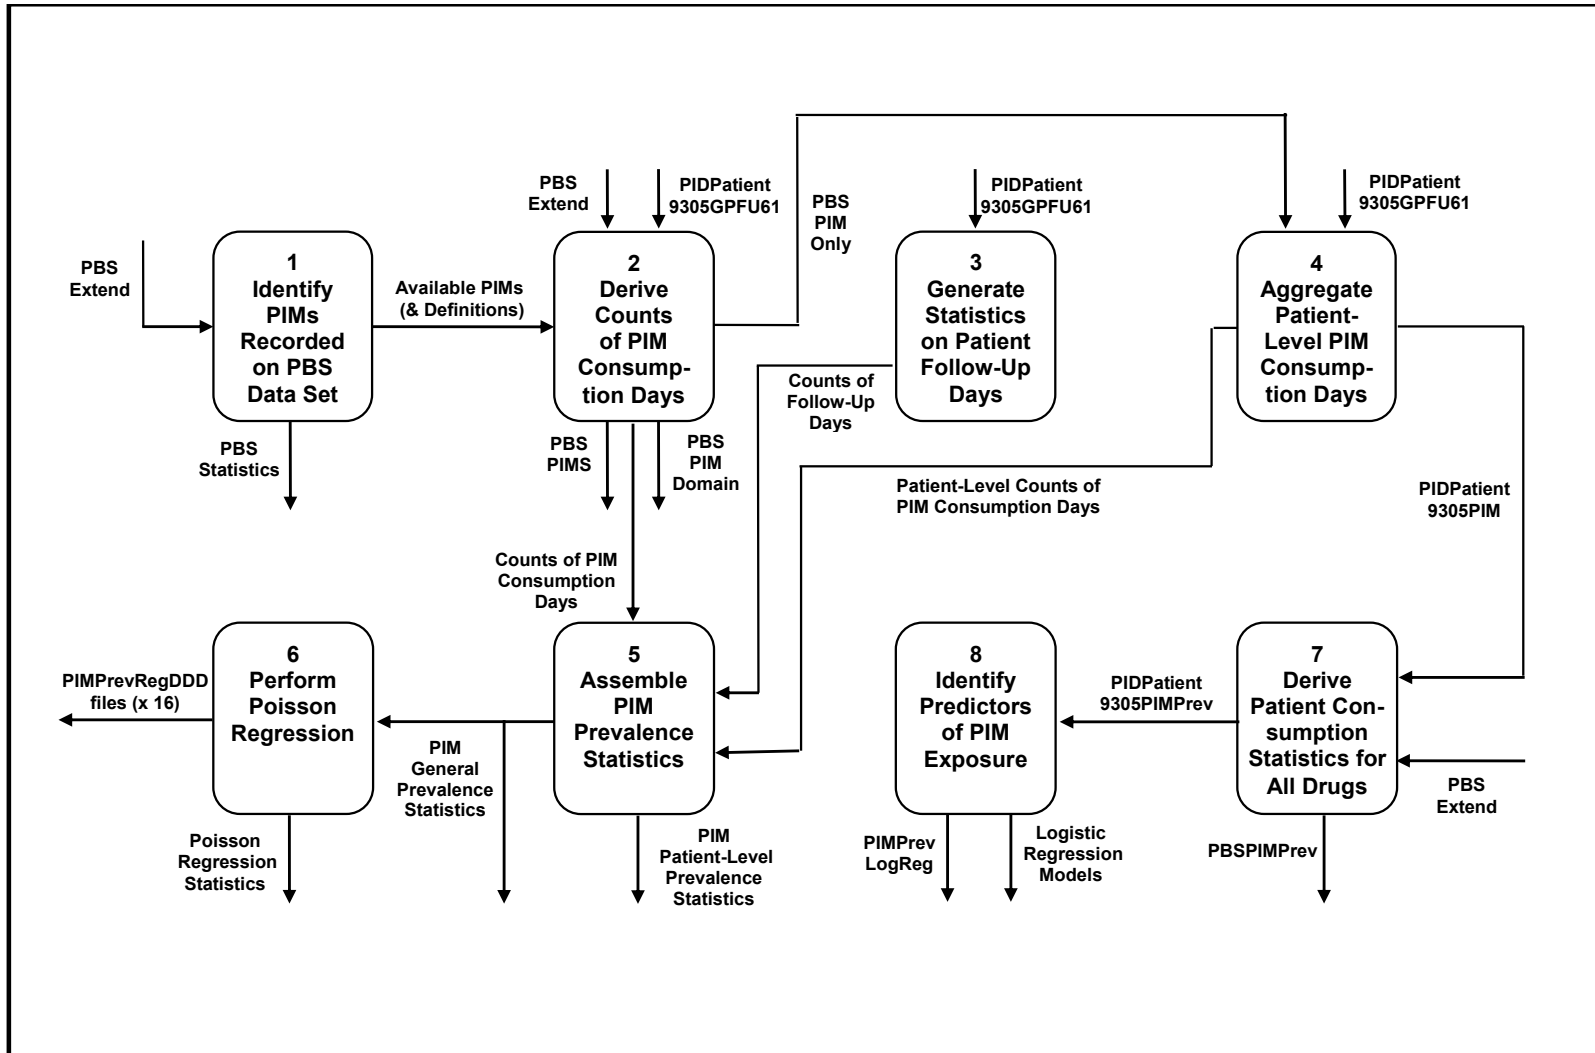 PBS
Extend
1
Identify
PIMs
Recorded
on PBS
Data Set
PBS
Statistics
Available PIMs
(& Definitions)
PBS
Extend
PIDPatient
9305GPFU61
2
Derive
Counts
of PIM
Consump-
tion Days
PBS
PIMS
PBS
PIM
Domain
PBS
PIM
Only
PIDPatient
9305GPFU61
3
Generate
Statistics
on Patient
Follow-Up
Days
Counts of
Follow-Up
Days
PIDPatient
9305GPFU61
4
Aggregate
Patient-
Level PIM
Consump-
tion Days
Patient-Level Counts of
PIM Consumption Days
PIDPatient
9305PIM
Counts of PIM
Consumption
Days
PIMPrevRegDDD
files (x 16)
6
Perform
Poisson
Regression
Poisson
Regression
Statistics
PIM
General
Prevalence
Statistics
5
Assemble
PIM
Prevalence
Statistics
PIM
Patient-Level
Prevalence
Statistics
8
Identify
Predictors
of PIM
Exposure
PIMPrev
LogReg
Logistic
Regression
Models
PIDPatient
9305PIMPrev
7
Derive
Patient Con-
sumption
Statistics for
All Drugs
PBSPIMPrev
PBS
Extend